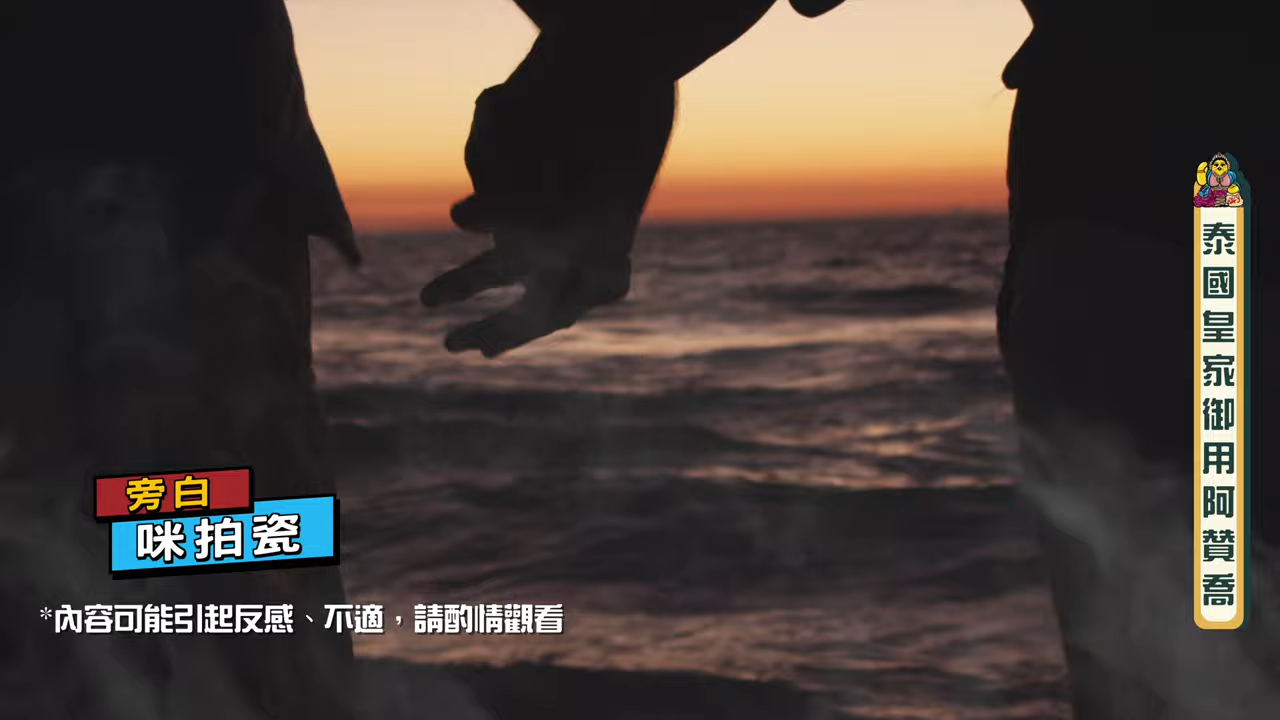 旁白
咪拍瓷
*內容可能引起反感、不適，請酌情觀看
泰國皇家御用阿贊喬